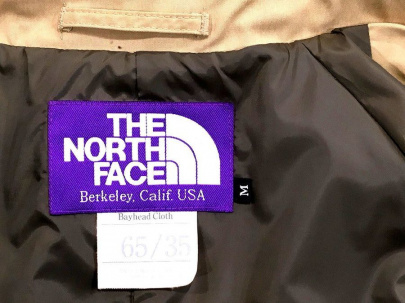 THE
NORTH
FACE
Berkeley, Calif. USA
M
Bayhead Cloth
65/35